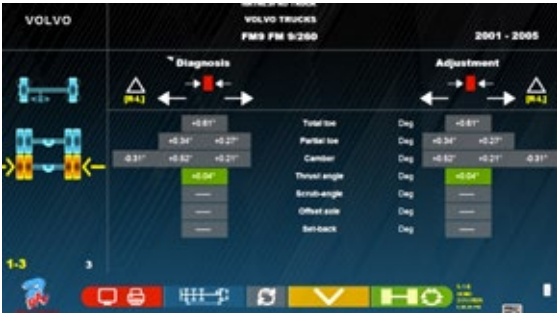 VOLVO
VOLVO TRUCKS
FM9 FM 9/260
2001 - 2005
Diagnosis
Adjustment
[R-L]
[R-L]
+0.61° Total toe Deg +0.61°
+0.34° +0.27° Partial toe Deg +0.34° +0.27°
-0.31° +0.52° +0.21° Camber Deg +0.52° +0.21° -0.31°
+0.04° Thrust angle Deg +0.04°
---- Scrub-angle Deg ----
---- Offset axle Deg ----
---- Set-back Deg ----
1-3
3